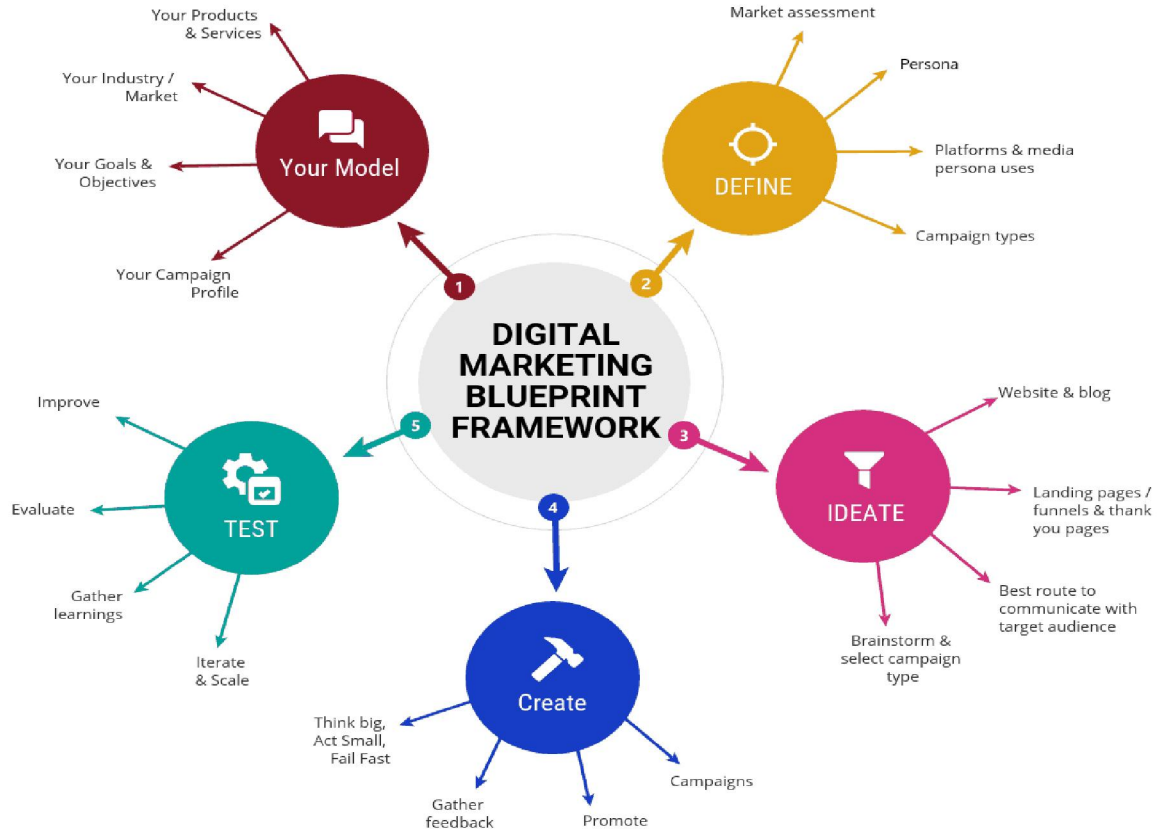 DIGITAL
MARKETING
BLUEPRINT
FRAMEWORK
1
Your Model
Your Products
& Services
Your Industry /
Market
Your Goals &
Objectives
Your Campaign
Profile
2
DEFINE
Market assessment
Persona
Platforms & media
persona uses
Campaign types
3
IDEATE
Website & blog
Landing pages /
funnels & thank
you pages
Best route to
communicate with
target audience
Brainstorm &
select campaign
type
4
Create
Campaigns
Promote
Gather
feedback
Think big,
Act Small,
Fail Fast
5
TEST
Iterate
& Scale
Gather
learnings
Evaluate
Improve